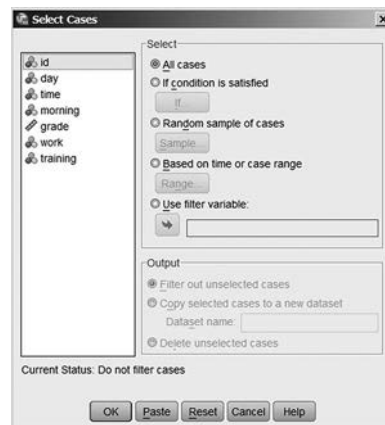 Select Cases
id
day
time
morning
grade
work
training
Select
All cases
If condition is satisfied
If...
Random sample of cases
Sample...
Based on time or case range
Range...
Use filter variable:
Output
Filter out unselected cases
Copy selected cases to a new dataset
Dataset name:
Delete unselected cases
Current Status: Do not filter cases
OK Paste Reset Cancel Help